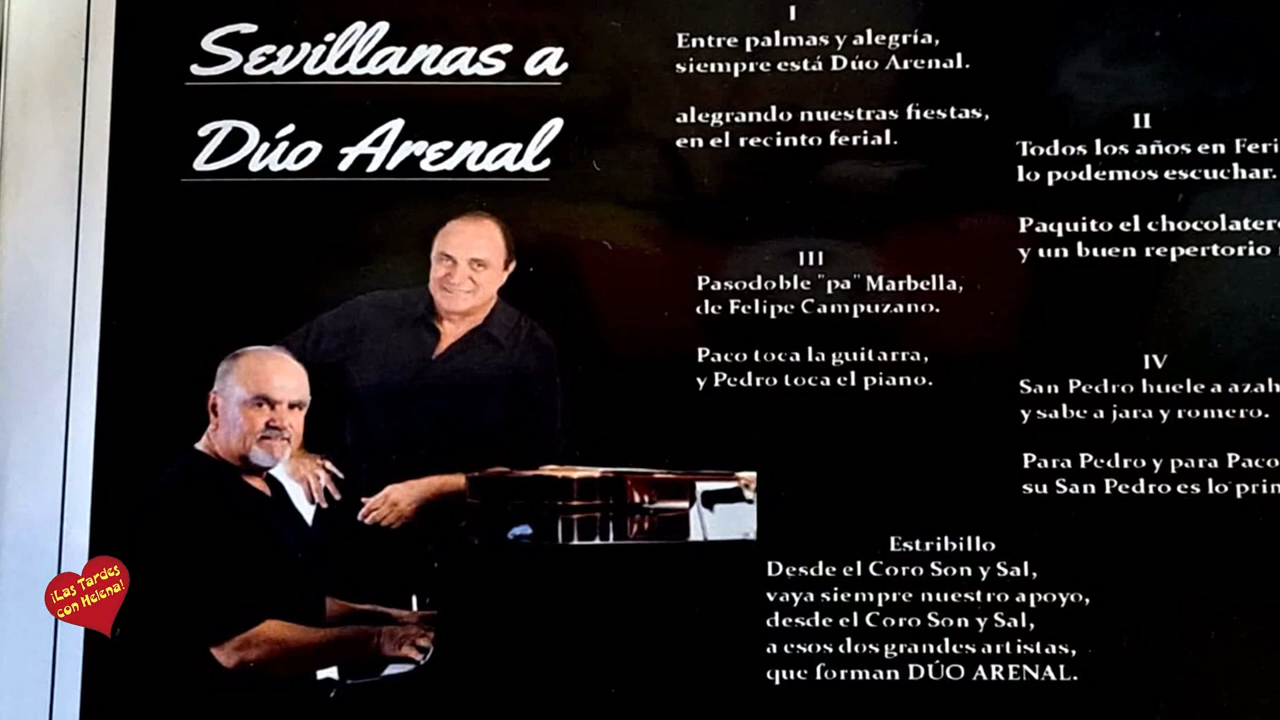 Sevillanas a
Dúo Arenal
I
Entre palmas y alegría,
siempre está Dúo Arenal.
alegrando nuestras fiestas,
en el recinto ferial.
II
Todos los años en
lo podemos escuchar.
Paquito el
y un buen repertorio
III
Pasodoble "pa" Marbella,
de Felipe Campuzano.
Paco toca la guitarra,
y Pedro toca el piano.
IV
San Pedro huele a
y sabe a jara y romero.
Para Pedro y para Paco
su San Pedro es lo
Estribillo
Desde el Coro Son y Sal,
vaya siempre nuestro apoyo,
desde el Coro Son y Sal,
a esos dos grandes artistas,
que forman DÚO ARENAL.
¡Las Tardes
con Helena!